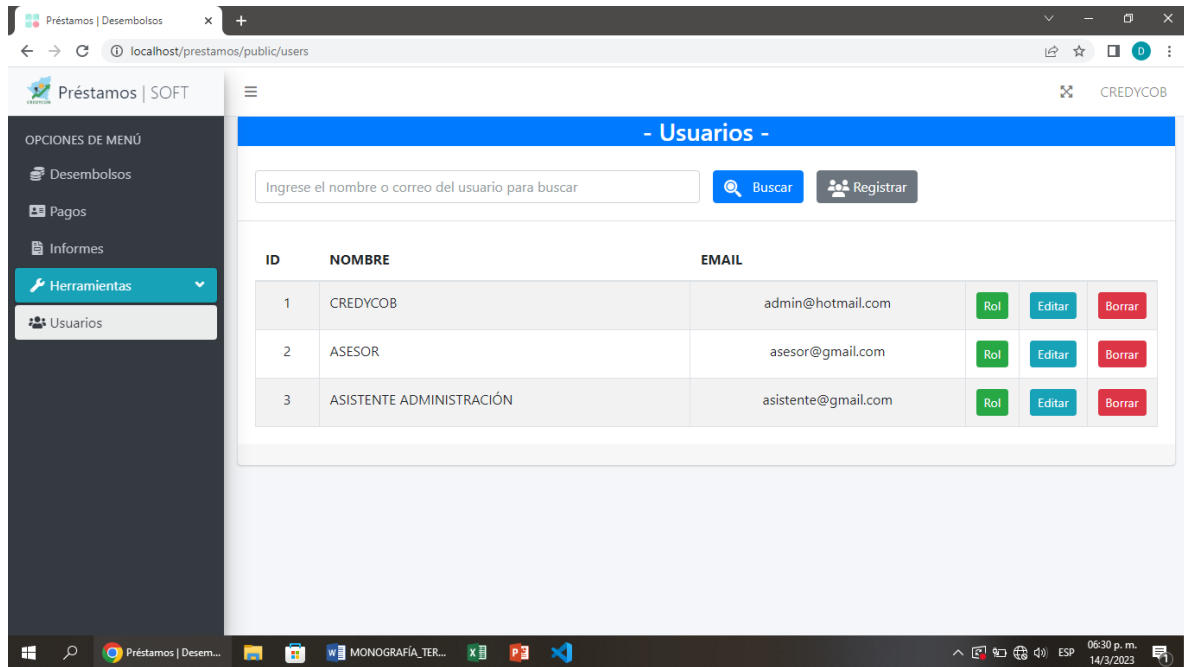 Préstamos | Desembolsos
localhost/prestamos/public/users
D
Préstamos | SOFT
CREDYCOB
OPCIONES DE MENÚ
Desembolsos
Pagos
Informes
Herramientas
Usuarios
- Usuarios -
Ingrese el nombre o correo del usuario para buscar
Buscar
Registrar
ID NOMBRE EMAIL
1 CREDYCOB admin@hotmail.com Rol Editar Borrar
2 ASESOR asesor@gmail.com Rol Editar Borrar
3 ASISTENTE ADMINISTRACIÓN asistente@gmail.com Rol Editar Borrar
Préstamos | Desem...
MONOGRAFÍA_TER...
ESP
06:30 p. m.
14/3/2023
1